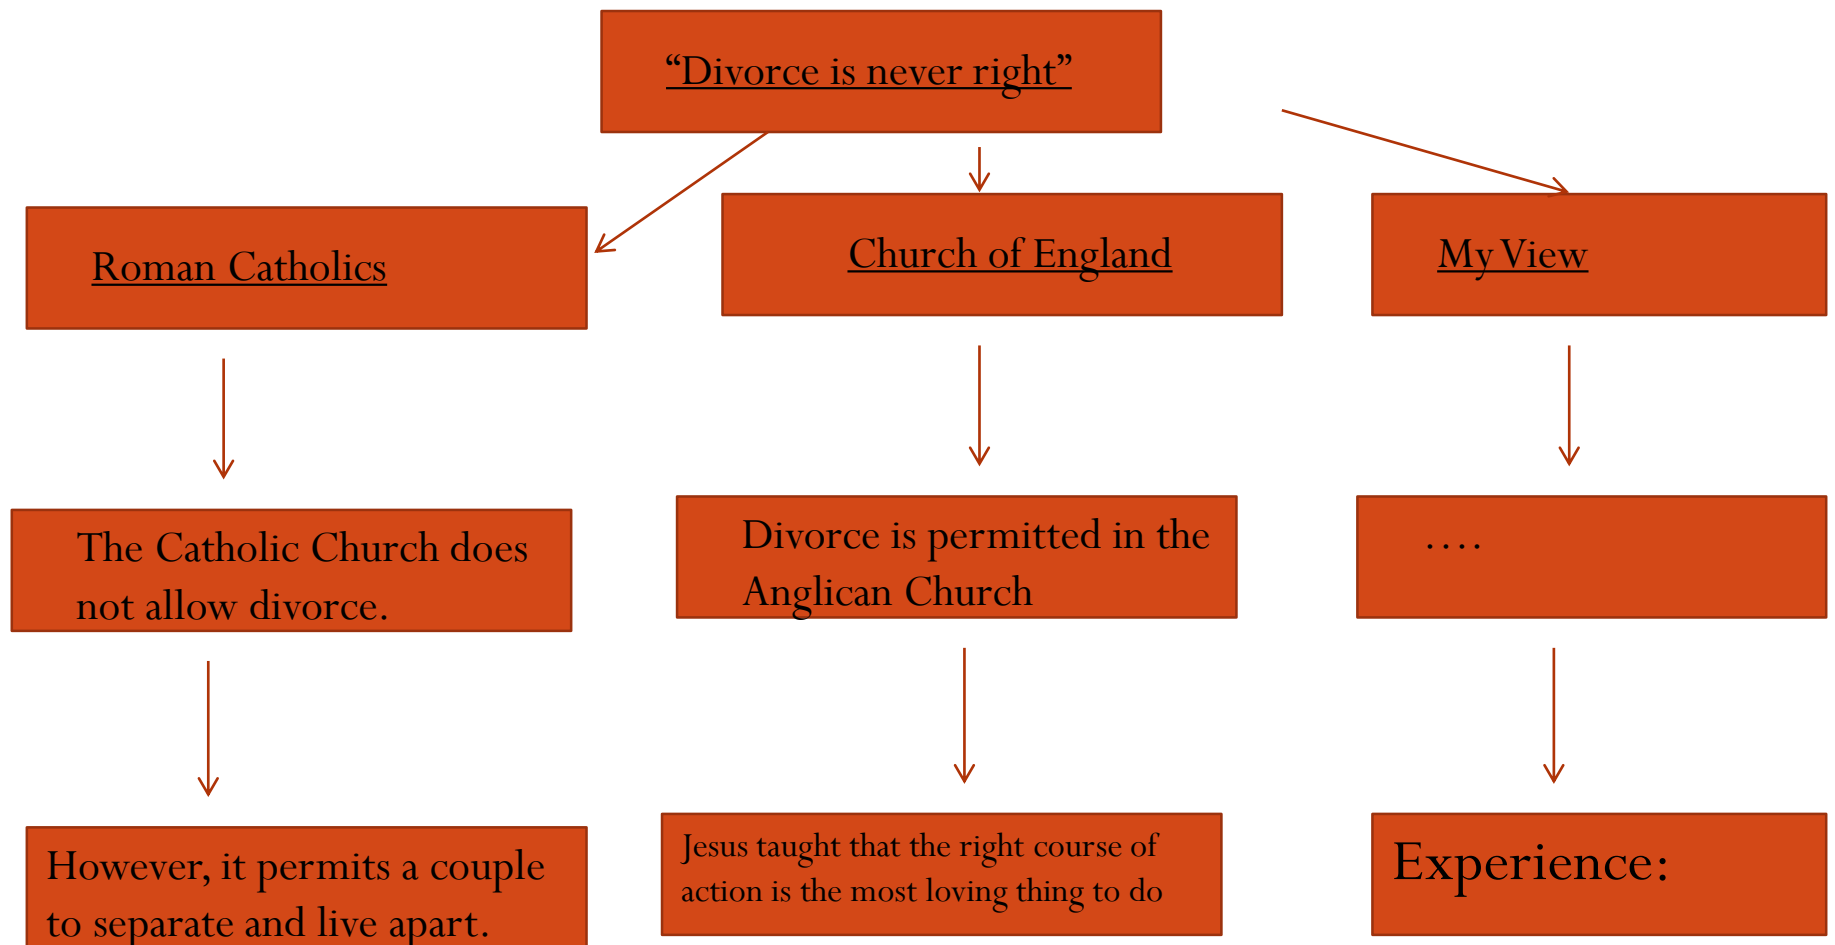 “Divorce is never right”
Roman Catholics
Church of England
My View
The Catholic Church does
not allow divorce.
Divorce is permitted in the
Anglican Church
….
However, it permits a couple
to separate and live apart.
Jesus taught that the right course of
action is the most loving thing to do
Experience: